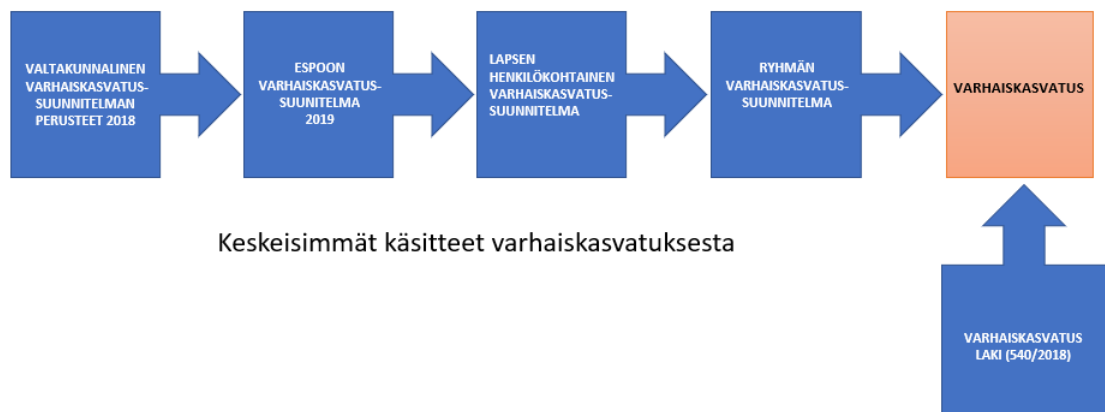 VALTAKUNNALINEN
VARHAISKASVATUS-
SUUNNITELMAN
PERUSTEET 2018
ESPOON
VARHAISKASVATUS-
SUUNITELMA
2019
LAPSEN
HENKILÖKOHTAINEN
VARHAISKASVATUS-
SUUNNITELMA
RYHMÄN
VARHAISKASVATUS-
SUUNNITELMA
VARHAISKASVATUS
Keskeisimmät käsitteet varhaiskasvatuksesta
VARHAISKASVATUS
LAKI (540/2018)